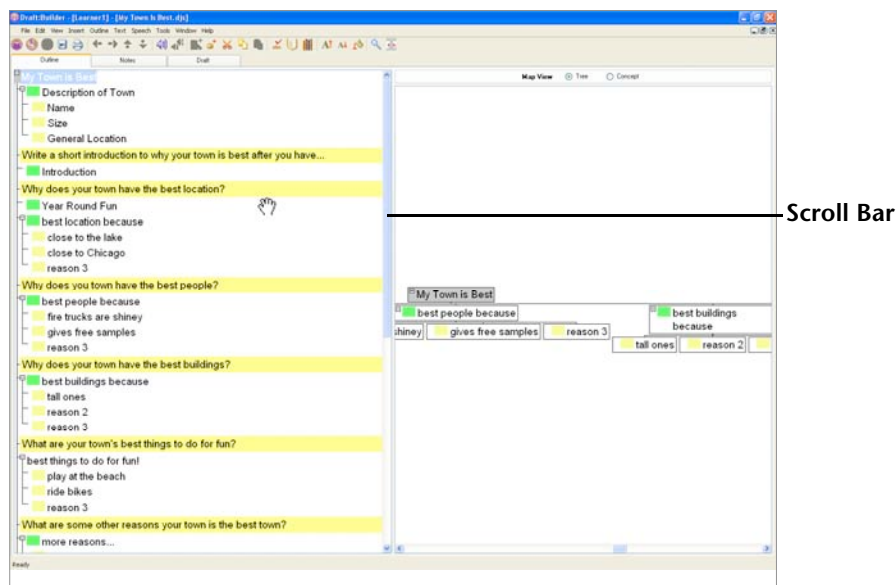 Draft:Builder - [Learner1] - [My Town is Best.djs]
File Edit View Insert Outline Text Speech Tools Window Help
Outline Notes Draft
My Town is Best
Description of Town
Name
Size
General Location
Write a short introduction to why your town is best after you have...
Introduction
Why does your town have the best location?
Year Round Fun
best location because
close to the lake
close to Chicago
reason 3
Why does you town have the best people?
best people because
fire trucks are shiney
gives free samples
reason 3
Why does your town have the best buildings?
best buildings because
tall ones
reason 2
reason 3
What are your town's best things to do for fun?
best things to do for fun!
play at the beach
ride bikes
reason 3
What are some other reasons your town is the best town?
more reasons...
Ready
Map View Tree Concept
My Town is Best
best people because
best buildings
because
shiney gives free samples reason 3
tall ones reason 2
Scroll Bar